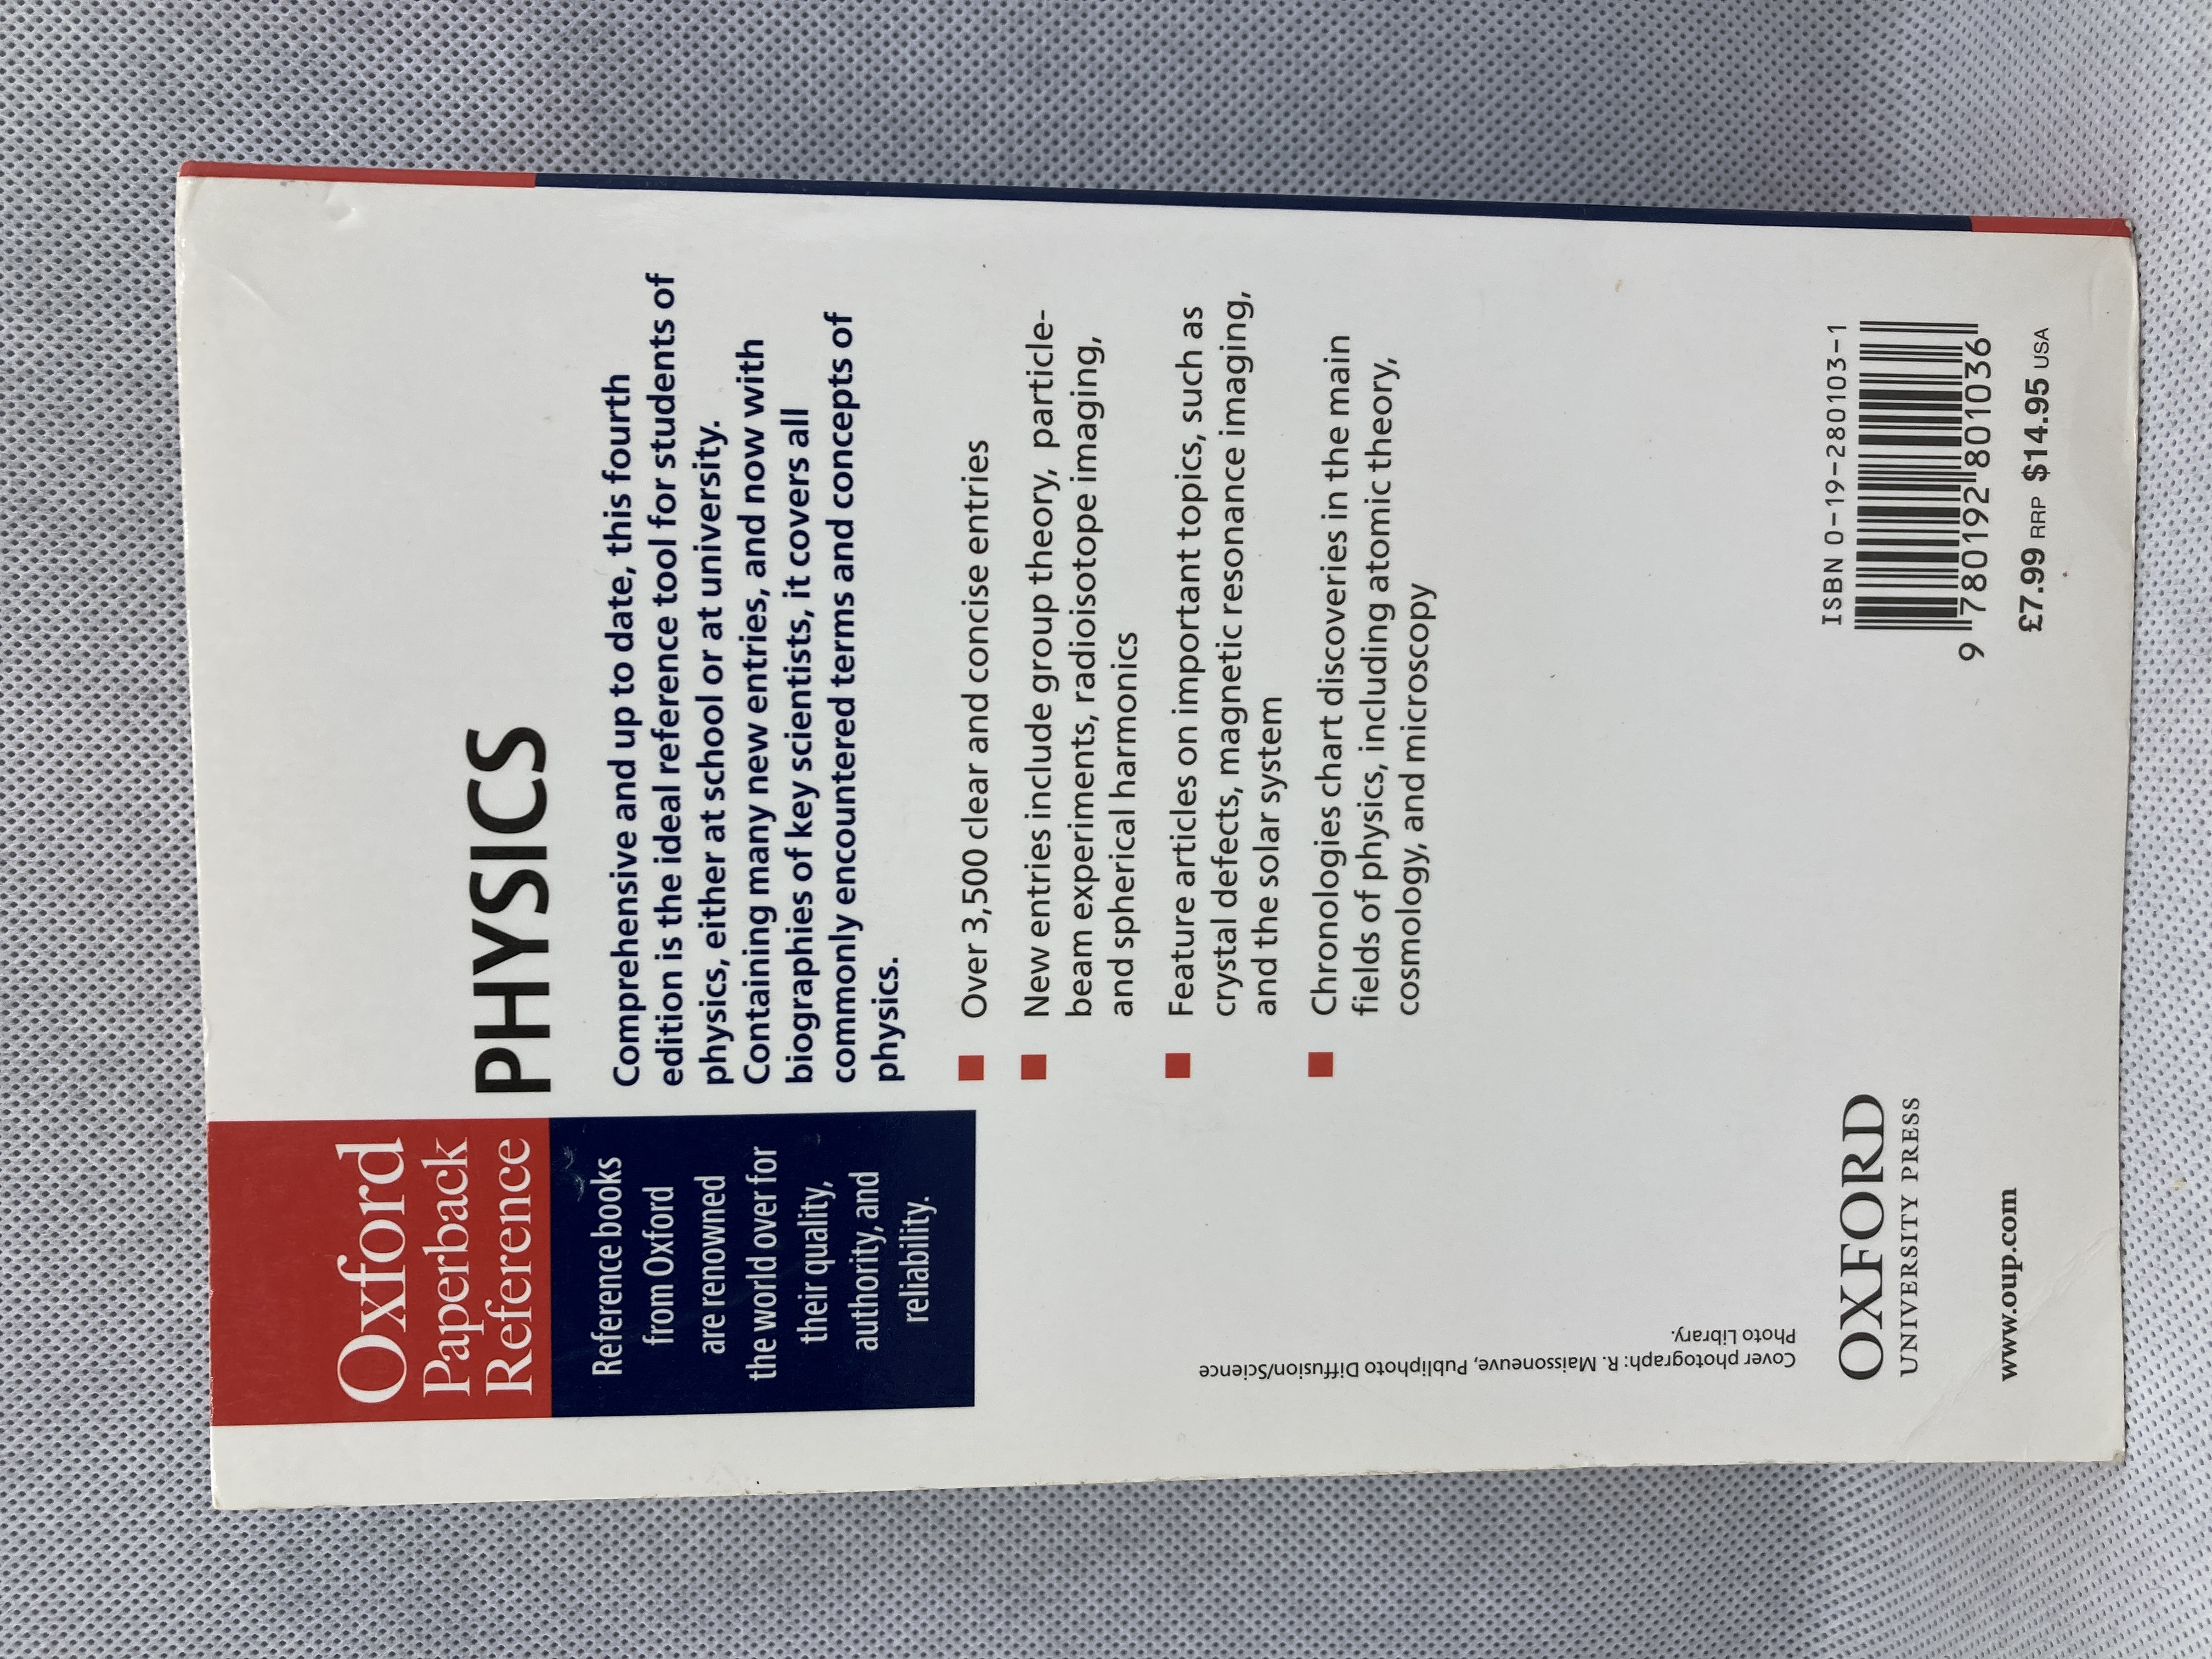 Oxford
Paperback
Reference
Reference books
from Oxford
are renowned
the world over for
their quality,
authority, and
reliability.
PHYSICS
Comprehensive and up to date, this fourth
edition is the ideal reference tool for students of
physics, either at school or at university.
Containing many new entries, and now with
biographies of key scientists, it covers all
commonly encountered terms and concepts of
physics.
Over 3,500 clear and concise entries
New entries include group theory, particle-
beam experiments, radioisotope imaging,
and spherical harmonics
Feature articles on important topics, such as
crystal defects, magnetic resonance imaging,
and the solar system
Chronologies chart discoveries in the main
fields of physics, including atomic theory,
cosmology, and microscopy
Cover photograph: R. Maissoneuve, Publiphoto Diffusion/Science
Photo Library.
OXFORD
UNIVERSITY PRESS
www.oup.com
ISBN 0-19-280103-1
9 780192 801036
£7.99 RRP $14.95 USA